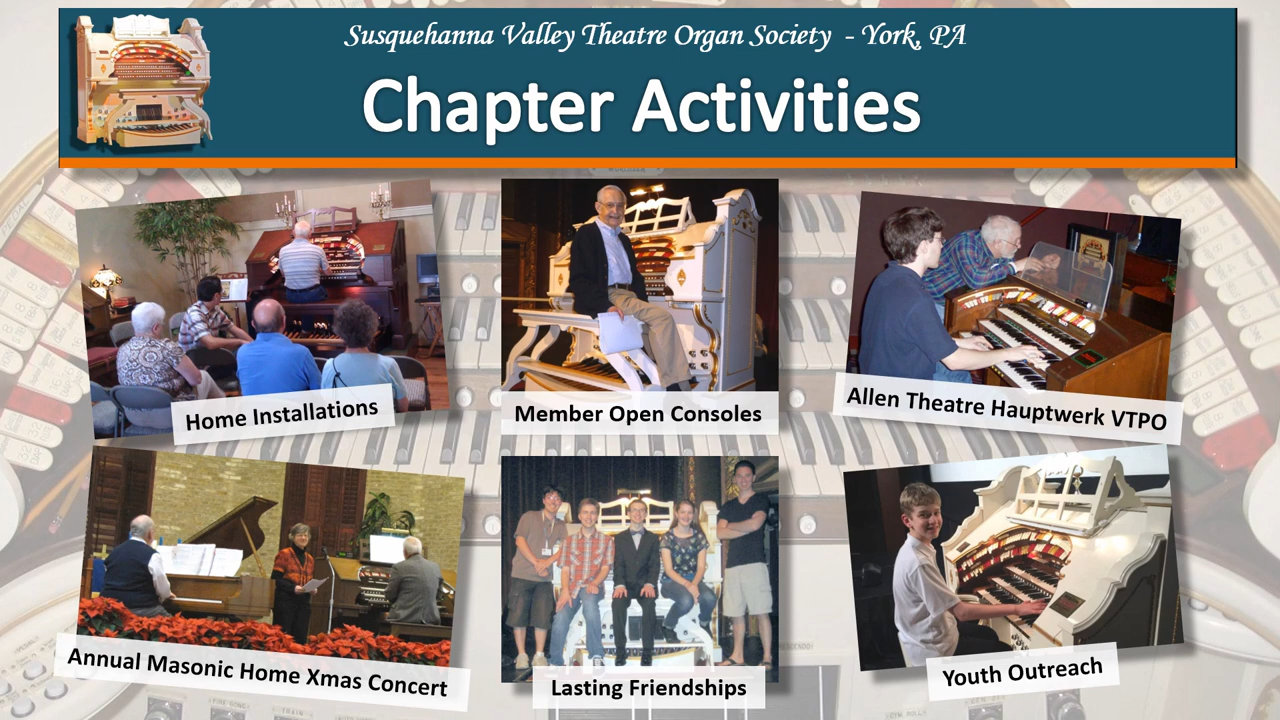 Susquehanna Valley Theatre Organ Society - York, PA
Chapter Activities
Home Installations
Member Open Consoles
Allen Theatre Hauptwerk VTPO
Annual Masonic Home Xmas Concert
Lasting Friendships
Youth Outreach